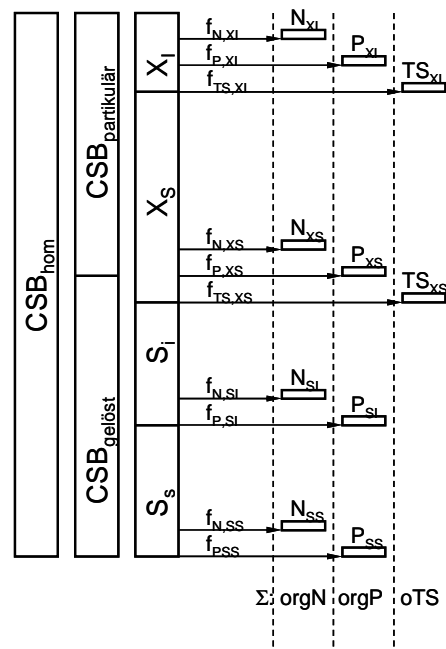 CSB_hom
CSB_partikulär
CSB_gelöst
X_I
X_S
S_i
S_s
f_N,XI
N_XI
f_P,XI
P_XI
f_TS,XI
TS_XI
f_N,XS
N_XS
f_P,XS
P_XS
f_TS,XS
TS_XS
f_N,SI
N_SI
f_P,SI
P_SI
f_N,SS
N_SS
f_PSS
P_SS
Σ: orgN orgP oTS